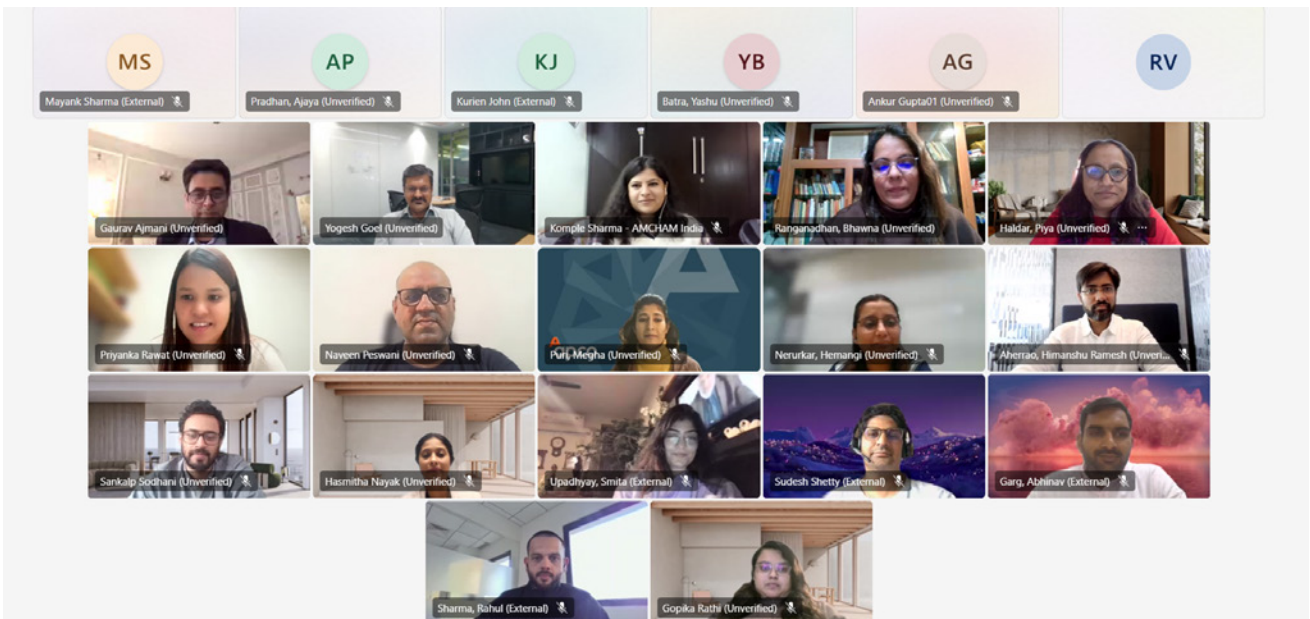 MS
AP
KJ
YB
AG
RV
Mayank Sharma (External)
Pradhan, Ajaya (Unverified)
Kurien John (External)
Batra, Yashu (Unverified)
Ankur Gupta01 (Unverified)
Gaurav Ajmani (Unverified)
Yogesh Goel (Unverified)
Komple Sharma - AMCHAM India
Ranganadhan, Bhawna (Unverified)
Haldar, Piya (Unverified)
Priyanka Rawat (Unverified)
Naveen Peswani (Unverified)
Puri, Megha (Unverified)
Nerurkar, Hemangi (Unverified)
Aherrao, Himanshu Ramesh (Unveri...
Sankalp Sodhani (Unverified)
Hasmitha Nayak (Unverified)
Upadhyay, Smita (External)
Sudesh Shetty (External)
Garg, Abhinav (External)
Sharma, Rahul (External)
Gopika Rathi (Unverified)